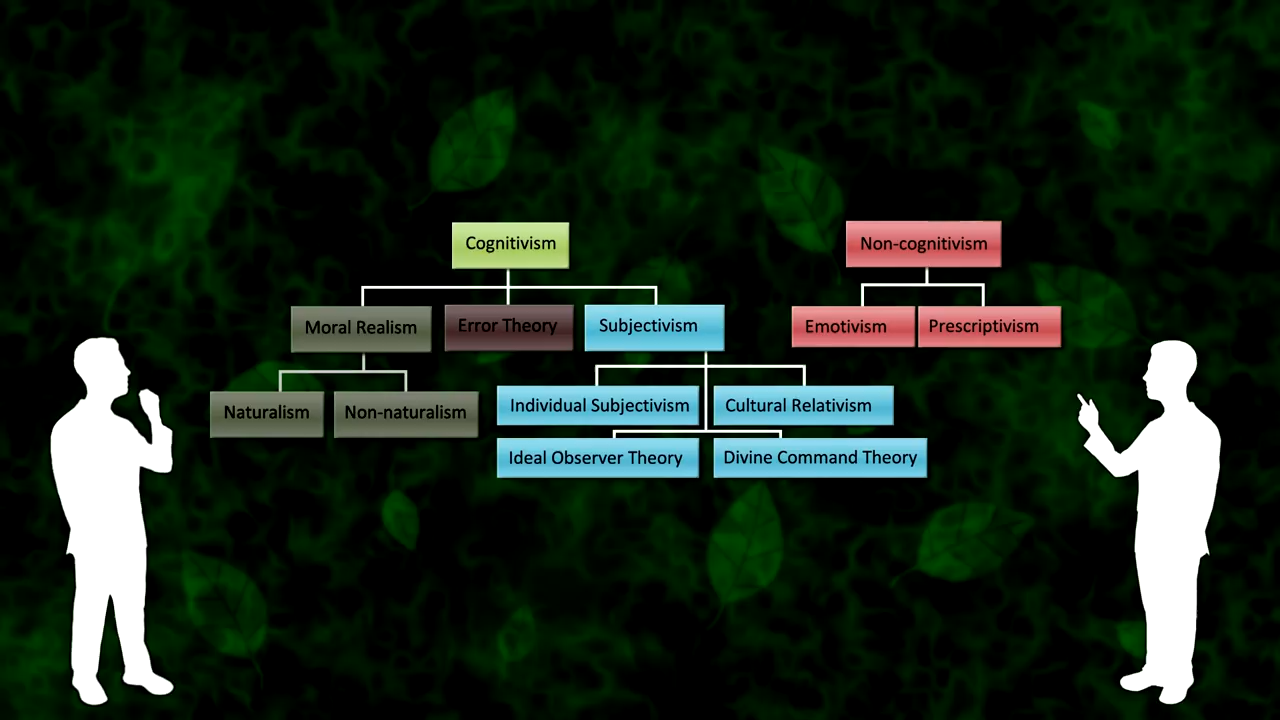 Cognitivism
Non-cognitivism
Moral Realism
Error Theory
Subjectivism
Emotivism
Prescriptivism
Naturalism
Non-naturalism
Individual Subjectivism
Cultural Relativism
Ideal Observer Theory
Divine Command Theory